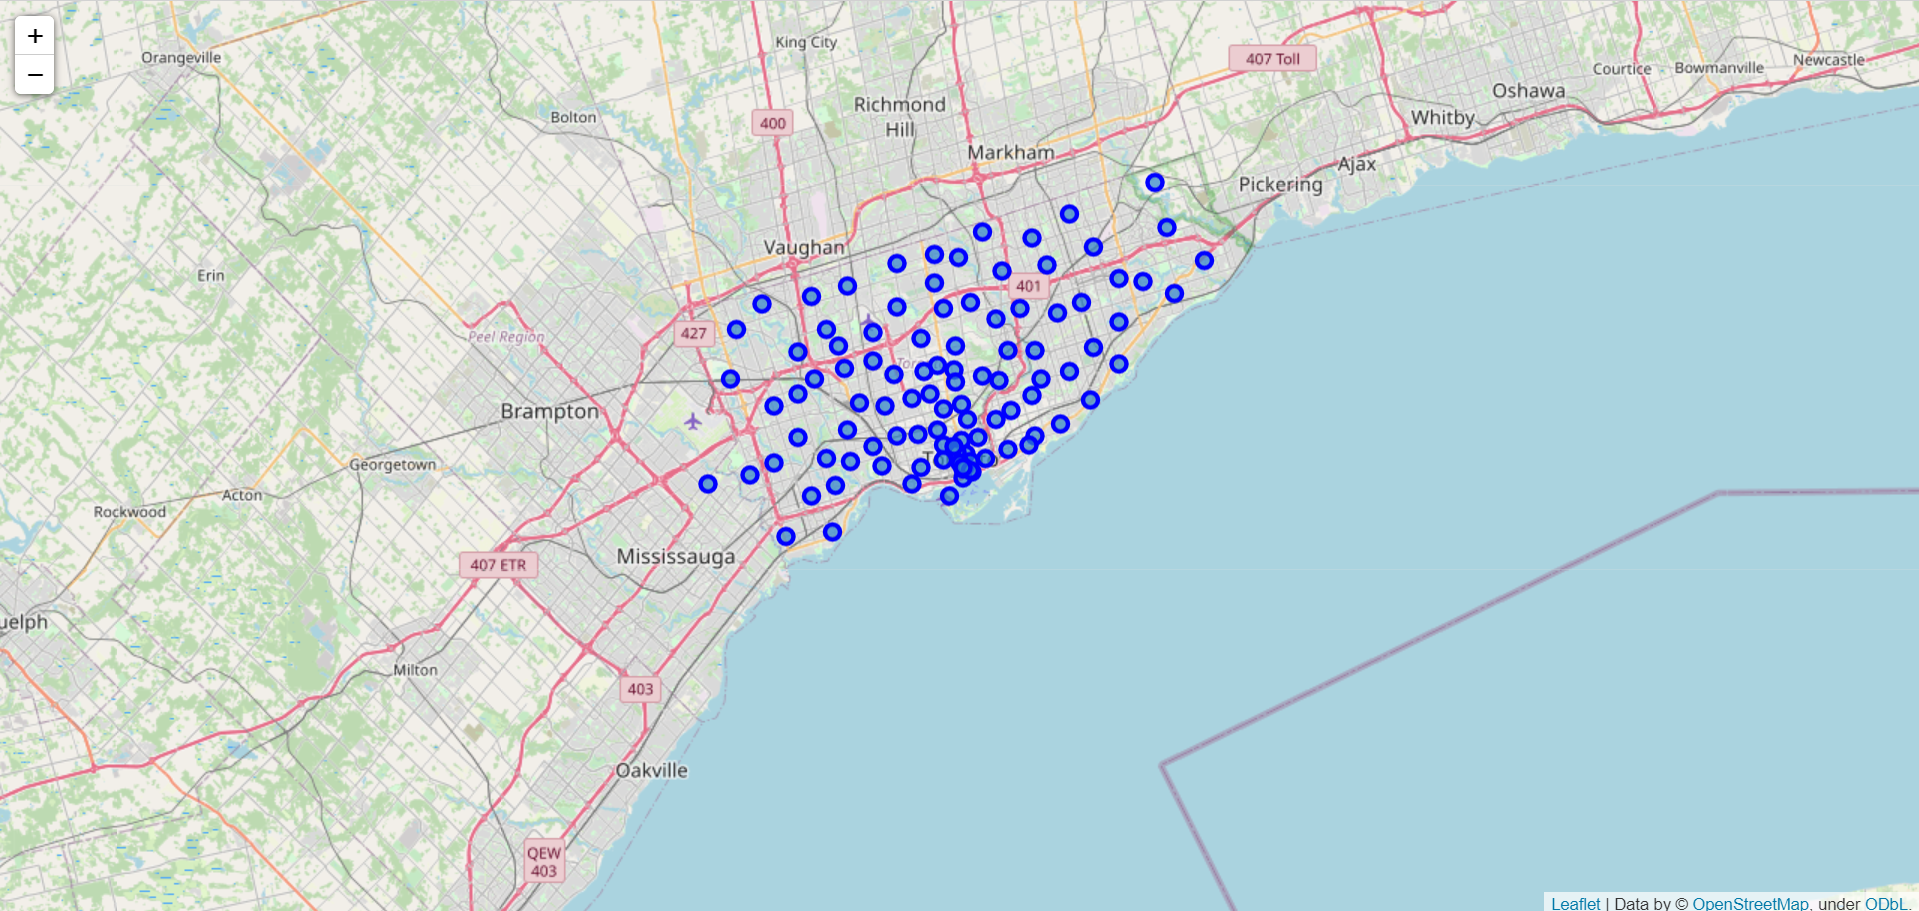 +
−
Orangeville
King City
407 Toll
Courtice
Bowmanville
Newcastle
Oshawa
Richmond
Hill
Bolton
400
Whitby
Markham
Ajax
Pickering
Vaughan
Erin
401
427
Peel Region
Brampton
Georgetown
Acton
Rockwood
Mississauga
407 ETR
uelph
Milton
403
Oakville
QEW
403
Leaflet | Data by © OpenStreetMap, under ODbL.